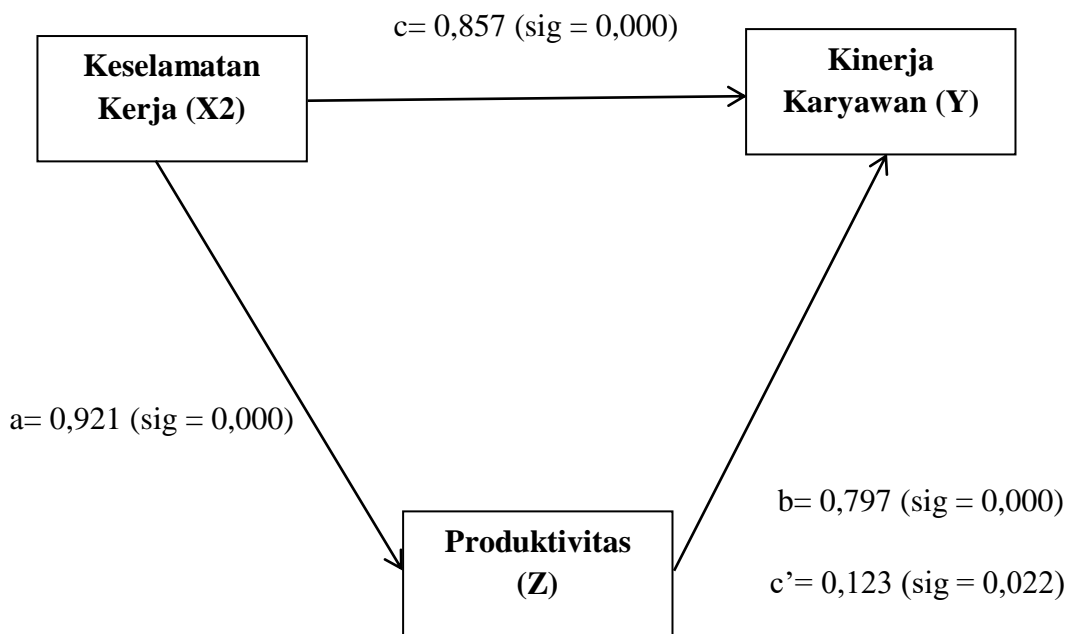 c= 0,857 (sig = 0,000)
Keselamatan
Kerja (X2)
Kinerja
Karyawan (Y)
a= 0,921 (sig = 0,000)
Produktivitas
(Z)
b= 0,797 (sig = 0,000)
c’= 0,123 (sig = 0,022)